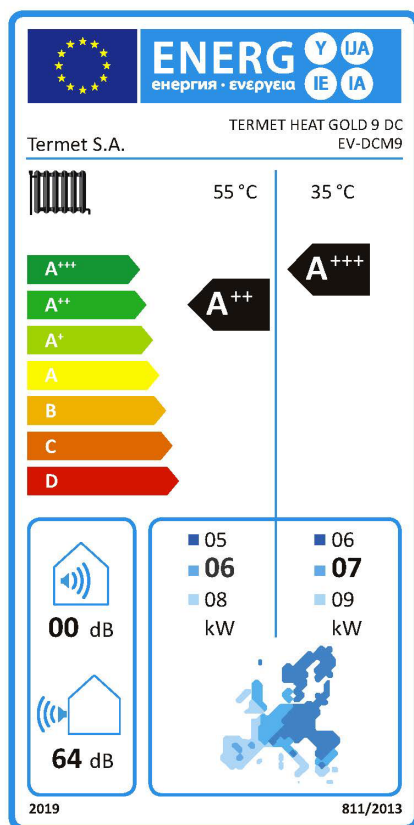 ENERG
Y IJA
IE IA
енергия · ενεργεια
TERMET HEAT GOLD 9 DC
Termet S.A. EV-DCM9
55 °C 35 °C
A+++
A++
A+
A
B
C
D
A++
A+++
00 dB
64 dB
05
06
08
kW
06
07
09
kW
2019 811/2013